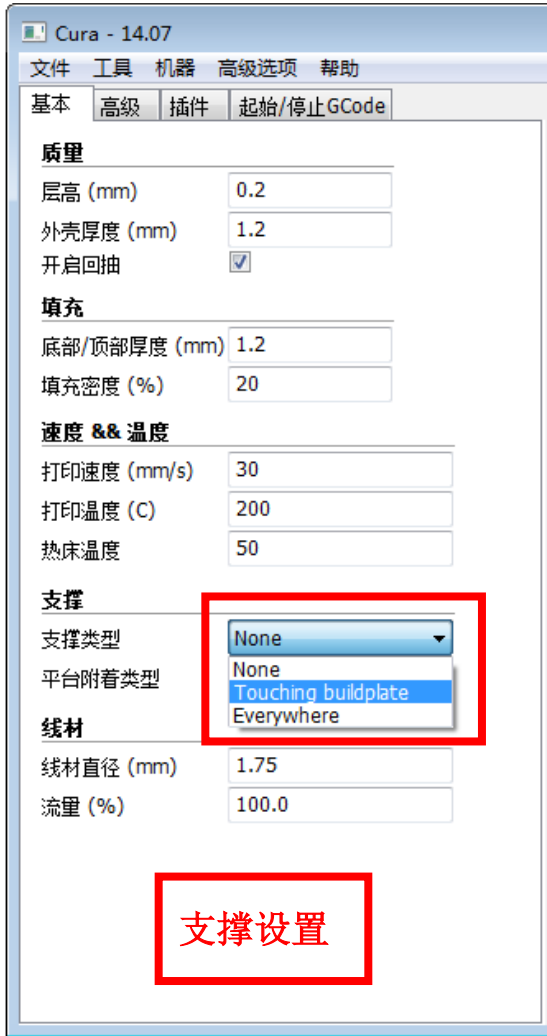 Cura - 14.07
文件 工具 机器 高级选项 帮助
基本 高级 插件 起始/停止GCode
质量
层高 (mm) 0.2
外壳厚度 (mm) 1.2
开启回抽
填充
底部/顶部厚度 (mm) 1.2
填充密度 (%) 20
速度 && 温度
打印速度 (mm/s) 30
打印温度 (C) 200
热床温度 50
支撑
支撑类型 None
None
平台附着类型 Touching buildplate
Everywhere
线材
线材直径 (mm) 1.75
流量 (%) 100.0
支撑设置